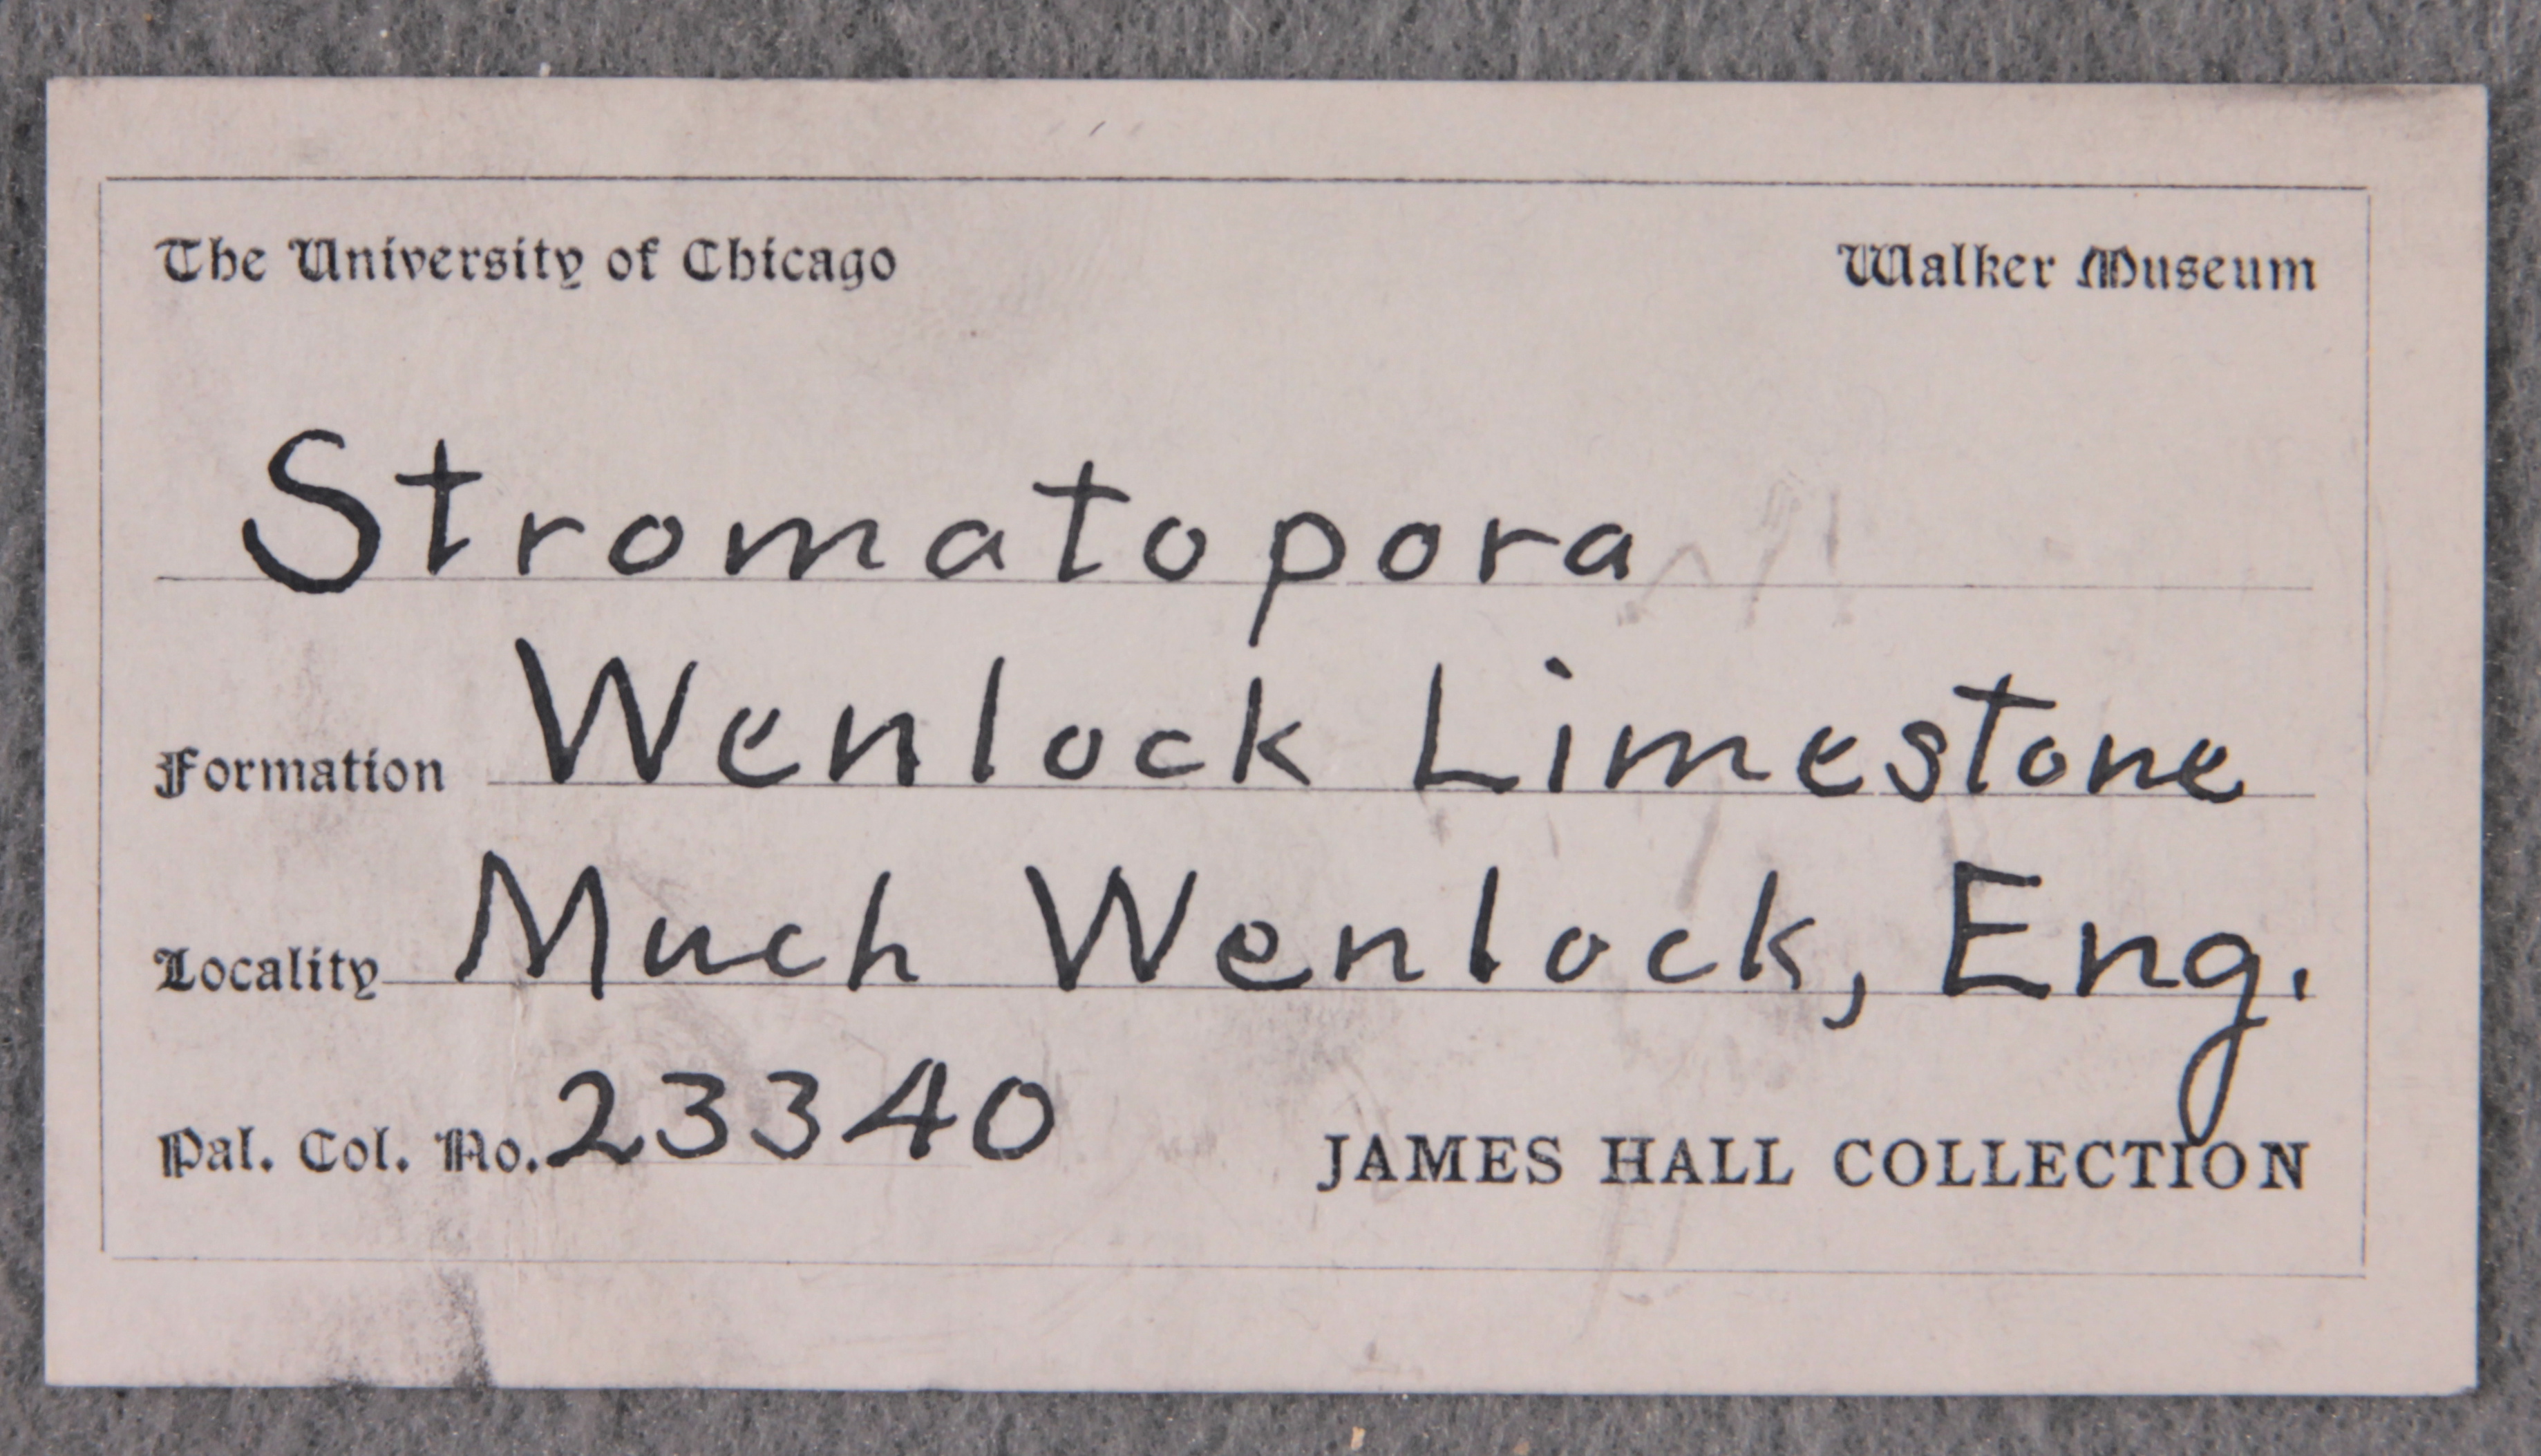 The University of Chicago Walker Museum
Stromatopora
Formation Wenlock Limestone
Locality Much Wenlock, Eng.
Pal. Col. No. 23340 JAMES HALL COLLECTION